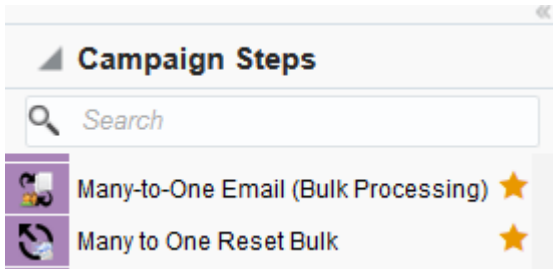 Campaign Steps
Search
Many-to-One Email (Bulk Processing)
Many to One Reset Bulk